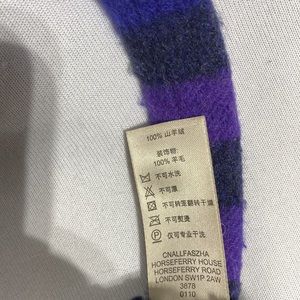 100% 山羊绒
装饰物:
100% 羊毛
不可水洗
不可漂
不可转笼翻转干燥
不可熨烫
P 仅可专业干洗
CNALLFASZHA
HORSEFERRY HOUSE
HORSEFERRY ROAD
LONDON SW1P 2AW
3878
0110